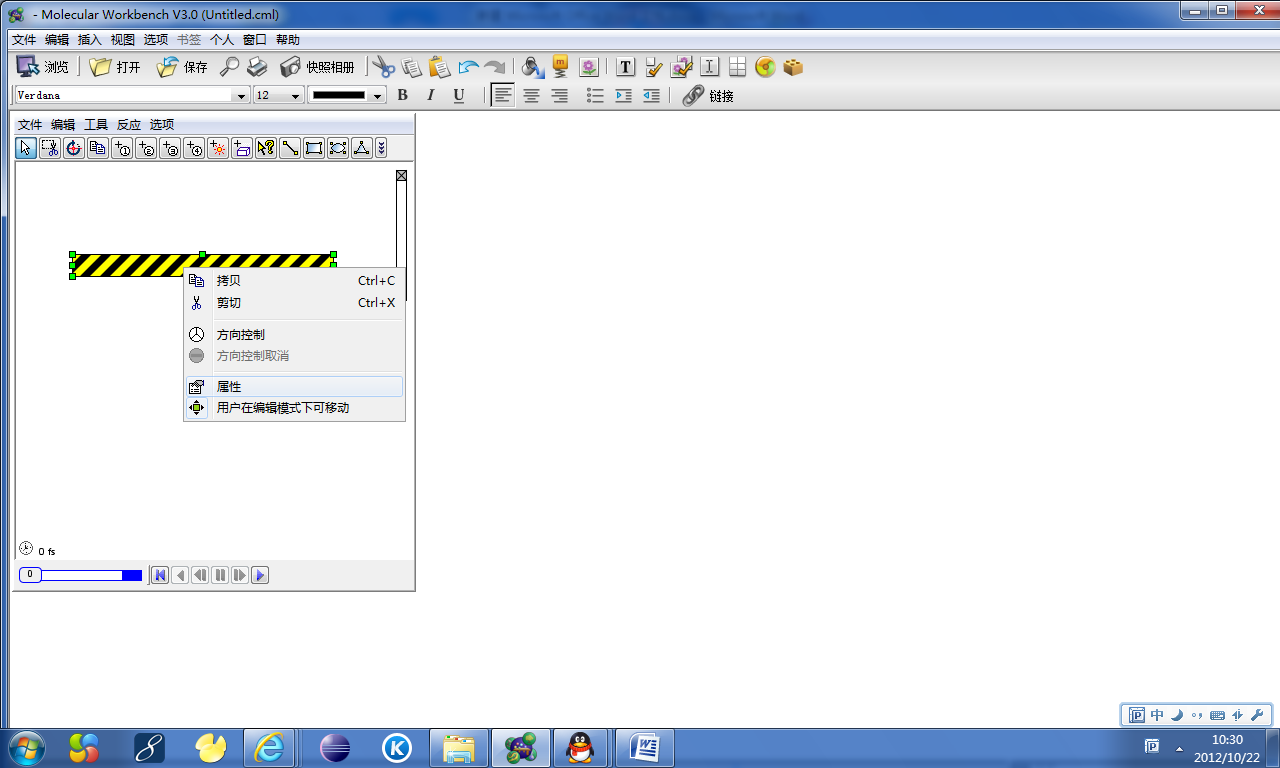 - Molecular Workbench V3.0 (Untitled.cml)
文件 编辑 插入 视图 选项 书签 个人 窗口 帮助
浏览 打开 保存 快照相册
Verdana 12 B I U 链接
文件 编辑 工具 反应 选项
拷贝 Ctrl+C
剪切 Ctrl+X
方向控制
方向控制取消
属性
用户在编辑模式下可移动
0 fs
0
中
10:30
2012/10/22